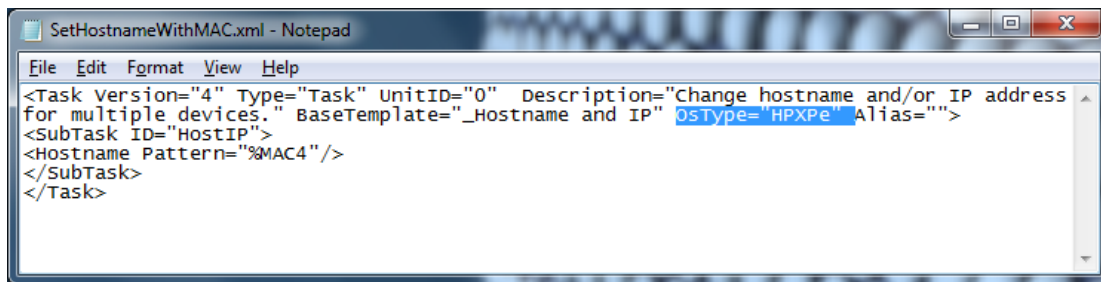 SetHostnameWithMAC.xml - Notepad
File Edit Format View Help
<Task Version="4" Type="Task" UnitID="0"  Description="Change hostname and/or IP address
for multiple devices." BaseTemplate="_Hostname and IP" OsType="HPXPe" Alias="">
<SubTask ID="HostIP">
<Hostname Pattern="%MAC4"/>
</SubTask>
</Task>